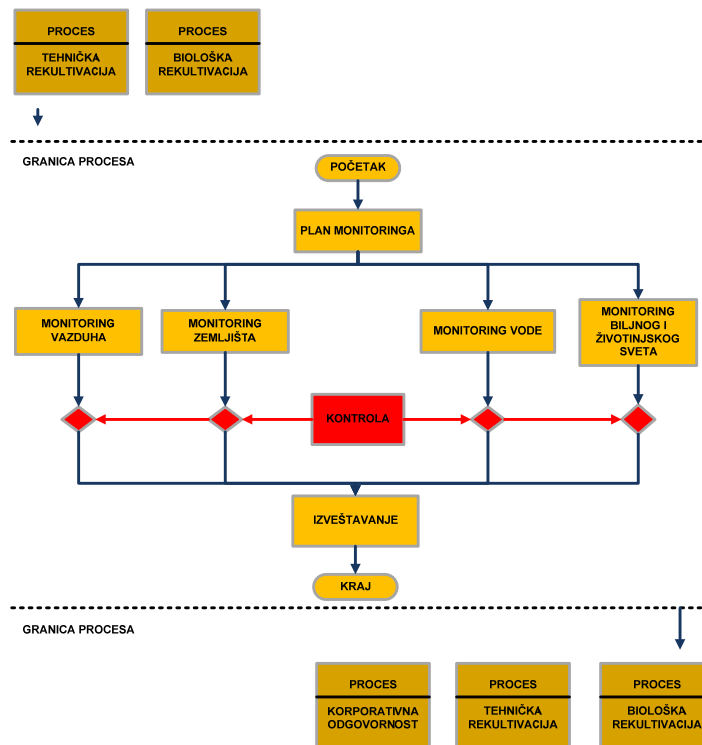 PROCES
TEHNIČKA
REKULTIVACIJA
PROCES
BIOLOŠKA
REKULTIVACIJA
GRANICA PROCESA
POČETAK
PLAN MONITORINGA
MONITORING
VAZDUHA
MONITORING
ZEMLJIŠTA
MONITORING VODE
MONITORING
BILJNOG I
ŽIVOTINJSKOG
SVETA
KONTROLA
IZVEŠTAVANJE
KRAJ
GRANICA PROCESA
PROCES
KORPORATIVNA
ODGOVORNOST
PROCES
TEHNIČKA
REKULTIVACIJA
PROCES
BIOLOŠKA
REKULTIVACIJA